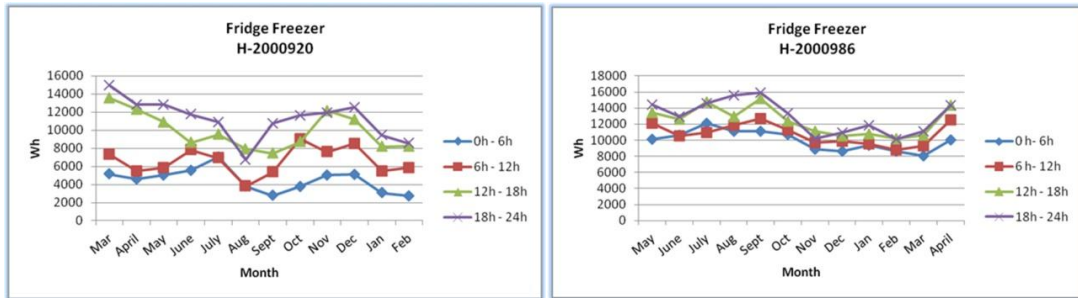 Fridge Freezer
H-2000920
16000
14000
12000
10000
8000
6000
4000
2000
0
Wh
Mar
April
May
June
July
Aug
Sept
Oct
Nov
Dec
Jan
Feb
Month
0h - 6h
6h - 12h
12h - 18h
18h - 24h
Fridge Freezer
H-2000986
18000
16000
14000
12000
10000
8000
6000
4000
2000
0
Wh
May
June
July
Aug
Sept
Oct
Nov
Dec
Jan
Feb
Mar
April
Month
0h - 6h
6h - 12h
12h - 18h
18h - 24h